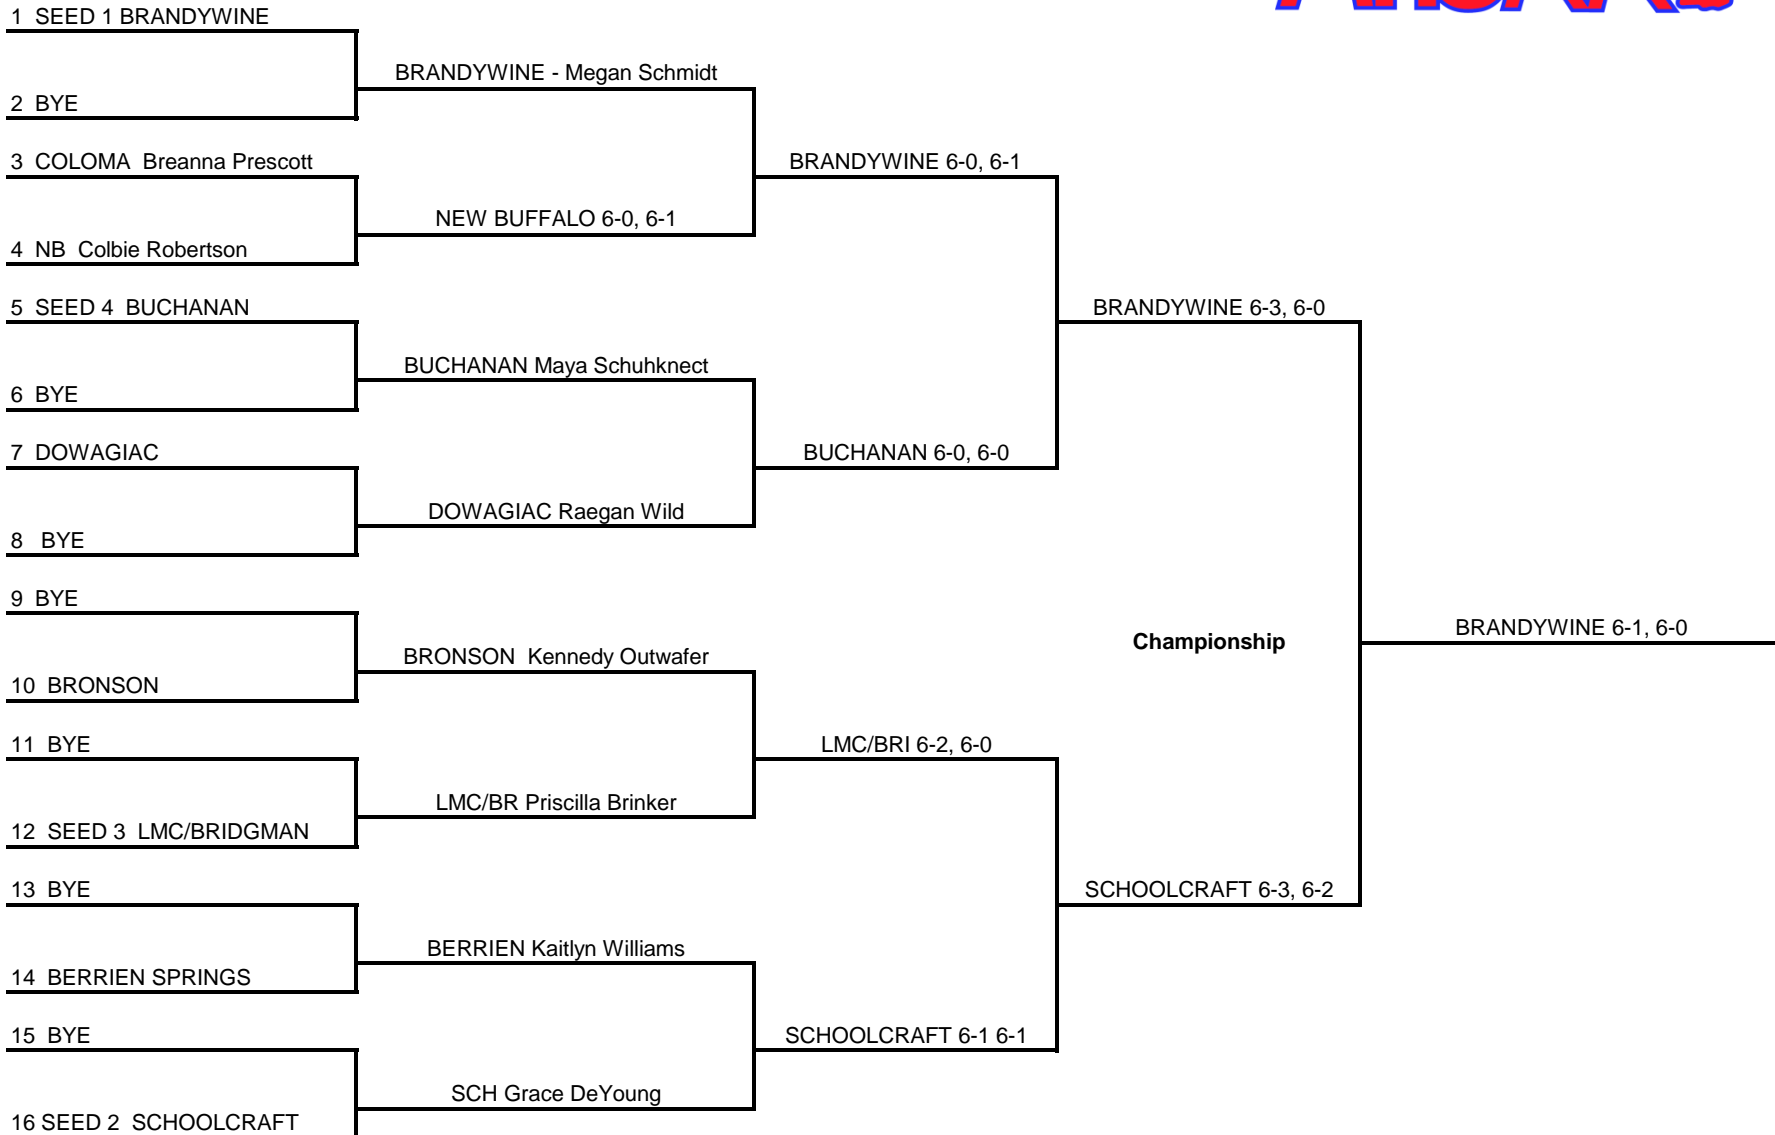 1 SEED 1 BRANDYWINE
BRANDYWINE - Megan Schmidt
2 BYE
3 COLOMA Breanna Prescott
BRANDYWINE 6-0, 6-1
NEW BUFFALO 6-0, 6-1
4 NB Colbie Robertson
5 SEED 4 BUCHANAN
BRANDYWINE 6-3, 6-0
BUCHANAN Maya Schuhknect
6 BYE
7 DOWAGIAC
BUCHANAN 6-0, 6-0
DOWAGIAC Raegan Wild
8 BYE
9 BYE
BRANDYWINE 6-1, 6-0
Championship
BRONSON Kennedy Outwafer
10 BRONSON
11 BYE
LMC/BRI 6-2, 6-0
LMC/BR Priscilla Brinker
12 SEED 3 LMC/BRIDGMAN
13 BYE
SCHOOLCRAFT 6-3, 6-2
BERRIEN Kaitlyn Williams
14 BERRIEN SPRINGS
15 BYE
SCHOOLCRAFT 6-1 6-1
SCH Grace DeYoung
16 SEED 2 SCHOOLCRAFT